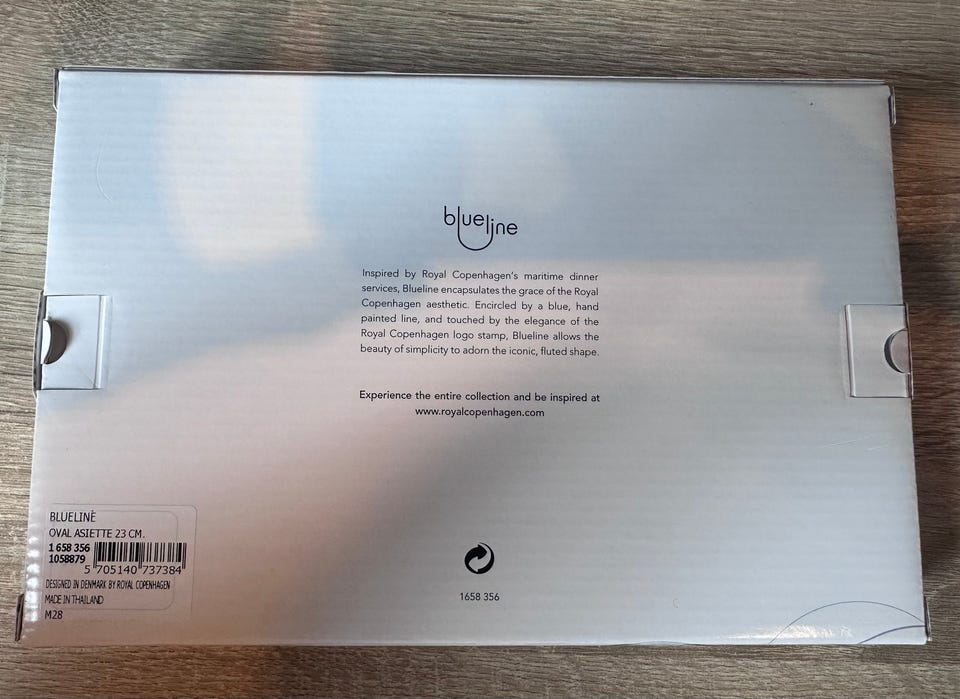 blueline
Inspired by Royal Copenhagen's maritime dinner
services, Blueline encapsulates the grace of the Royal
Copenhagen aesthetic. Encircled by a blue, hand
painted line, and touched by the elegance of the
Royal Copenhagen logo stamp, Blueline allows the
beauty of simplicity to adorn the iconic, fluted shape.
Experience the entire collection and be inspired at
www.royalcopenhagen.com
BLUELINE
OVAL ASIETTE 23 CM.
1 658 356
1058879
5 705140 737384
DESIGNED IN DENMARK BY ROYAL COPENHAGEN
MADE IN THAILAND
M28
1658 356